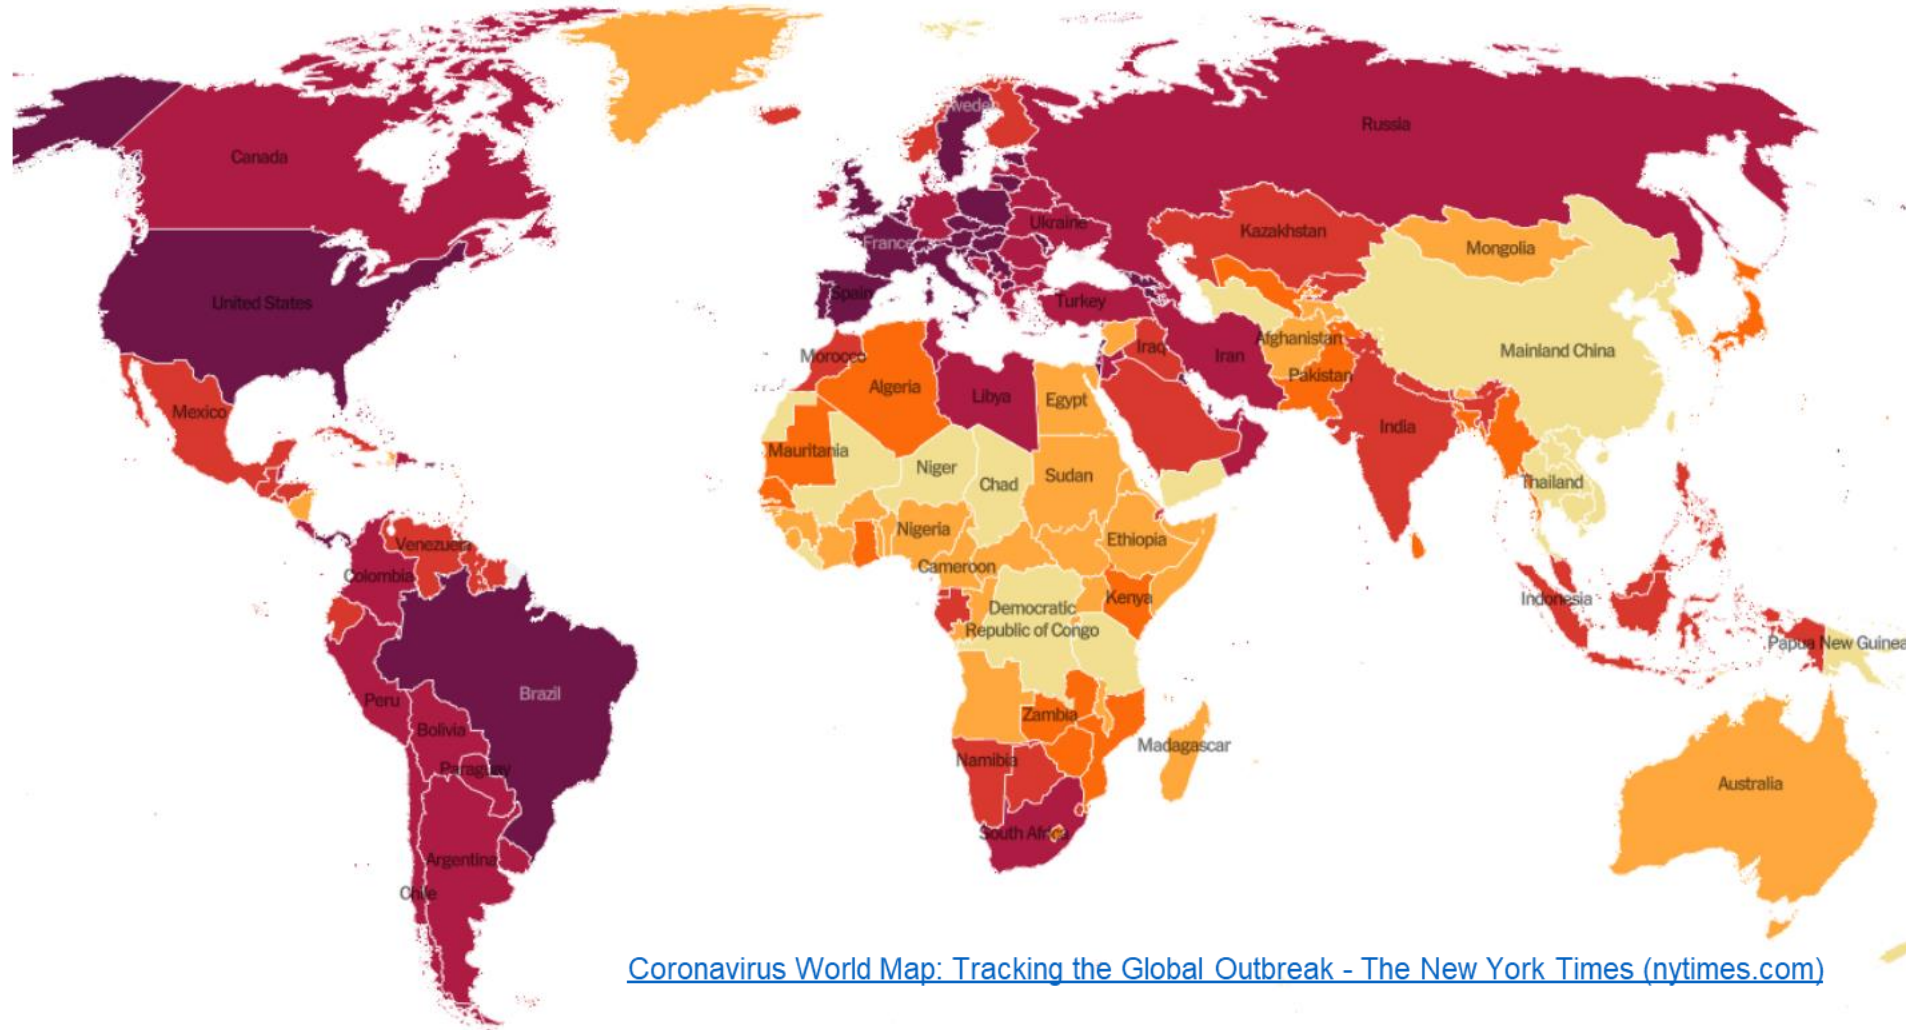 Sweden
Russia
Canada
Ukraine
France
Kazakhstan
Mongolia
United States
Spain
Turkey
Mainland China
Morocco
Iraq
Iran
Afghanistan
Pakistan
Algeria
Libya
Egypt
Mexico
India
Mauritania
Niger
Chad
Sudan
Thailand
Nigeria
Ethiopia
Venezuela
Cameroon
Colombia
Kenya
Indonesia
Democratic
Republic of Congo
Papua New Guinea
Peru
Brazil
Bolivia
Zambia
Madagascar
Paraguay
Namibia
Australia
South Africa
Argentina
Chile
Coronavirus World Map: Tracking the Global Outbreak - The New York Times (nytimes.com)